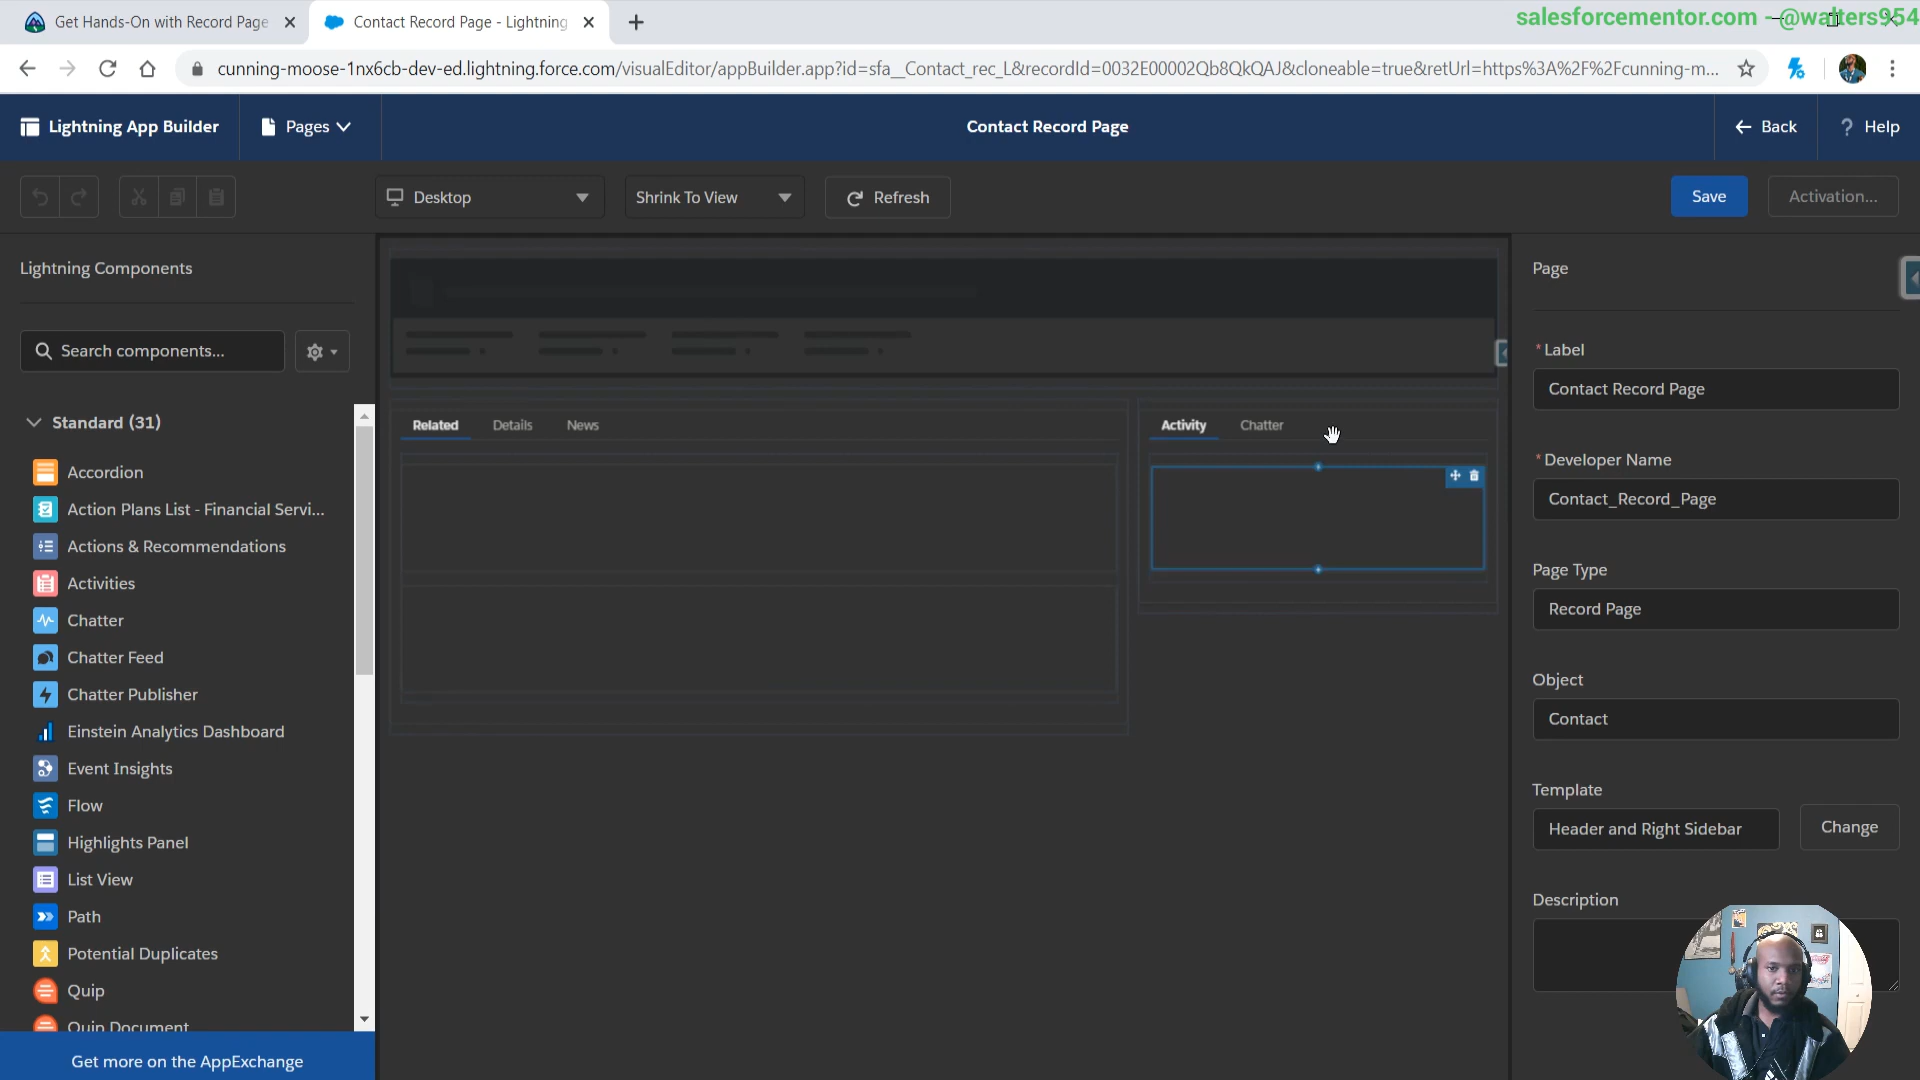 Get Hands-On with Record Page
Contact Record Page - Lightning
salesforcementor.com - @walters954
cunning-moose-1nx6cb-dev-ed.lightning.force.com/visualEditor/appBuilder.app?id=sfa__Contact_rec_L&recordId=0032E00002Qb8QkQAJ&cloneable=true&retUrl=https%3A%2F%2Fcunning-m...
Lightning App Builder
Pages
Contact Record Page
Back
? Help
Desktop
Shrink To View
Refresh
Save
Activation...
Lightning Components
Search components...
Standard (31)
Accordion
Action Plans List - Financial Servi...
Actions & Recommendations
Activities
Chatter
Chatter Feed
Chatter Publisher
Einstein Analytics Dashboard
Event Insights
Flow
Highlights Panel
List View
Path
Potential Duplicates
Quip
Quip Document
Get more on the AppExchange
Related
Details
News
Activity
Chatter
Page
*Label
Contact Record Page
*Developer Name
Contact_Record_Page
Page Type
Record Page
Object
Contact
Template
Header and Right Sidebar
Change
Description